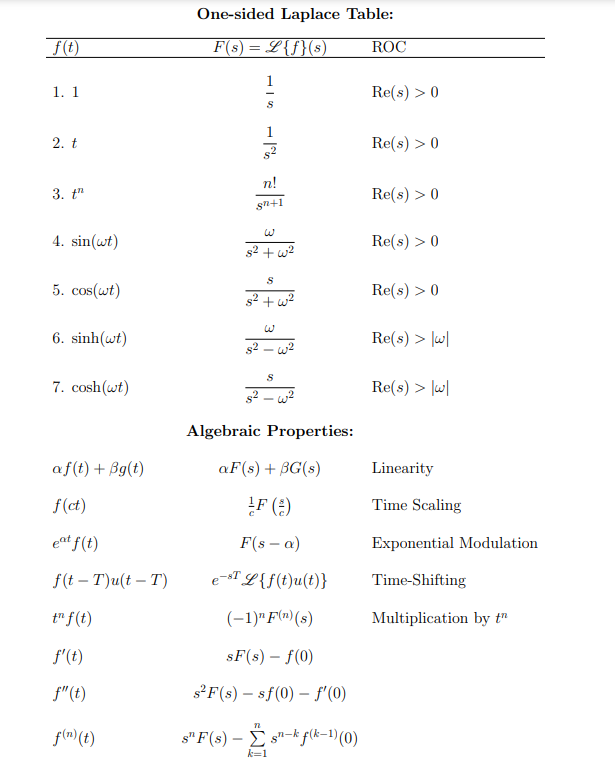 One-sided Laplace Table:
f(t) F(s) = ℒ{f}(s) ROC
1. 1 1/s Re(s) > 0
2. t 1/s² Re(s) > 0
3. tⁿ n!/sⁿ⁺¹ Re(s) > 0
4. sin(ωt) ω/(s² + ω²) Re(s) > 0
5. cos(ωt) s/(s² + ω²) Re(s) > 0
6. sinh(ωt) ω/(s² − ω²) Re(s) > |ω|
7. cosh(ωt) s/(s² − ω²) Re(s) > |ω|
Algebraic Properties:
αf(t) + βg(t) αF(s) + βG(s) Linearity
f(ct) 1/c F(s/c) Time Scaling
e^{αt} f(t) F(s − α) Exponential Modulation
f(t − T)u(t − T) e^{−sT} ℒ{f(t)u(t)} Time-Shifting
tⁿf(t) (−1)ⁿF⁽ⁿ⁾(s) Multiplication by tⁿ
f′(t) sF(s) − f(0)
f″(t) s²F(s) − sf(0) − f′(0)
f⁽ⁿ⁾(t) sⁿF(s) − ∑_{k=1}^{n} s^{n−k} f^{(k−1)}(0)